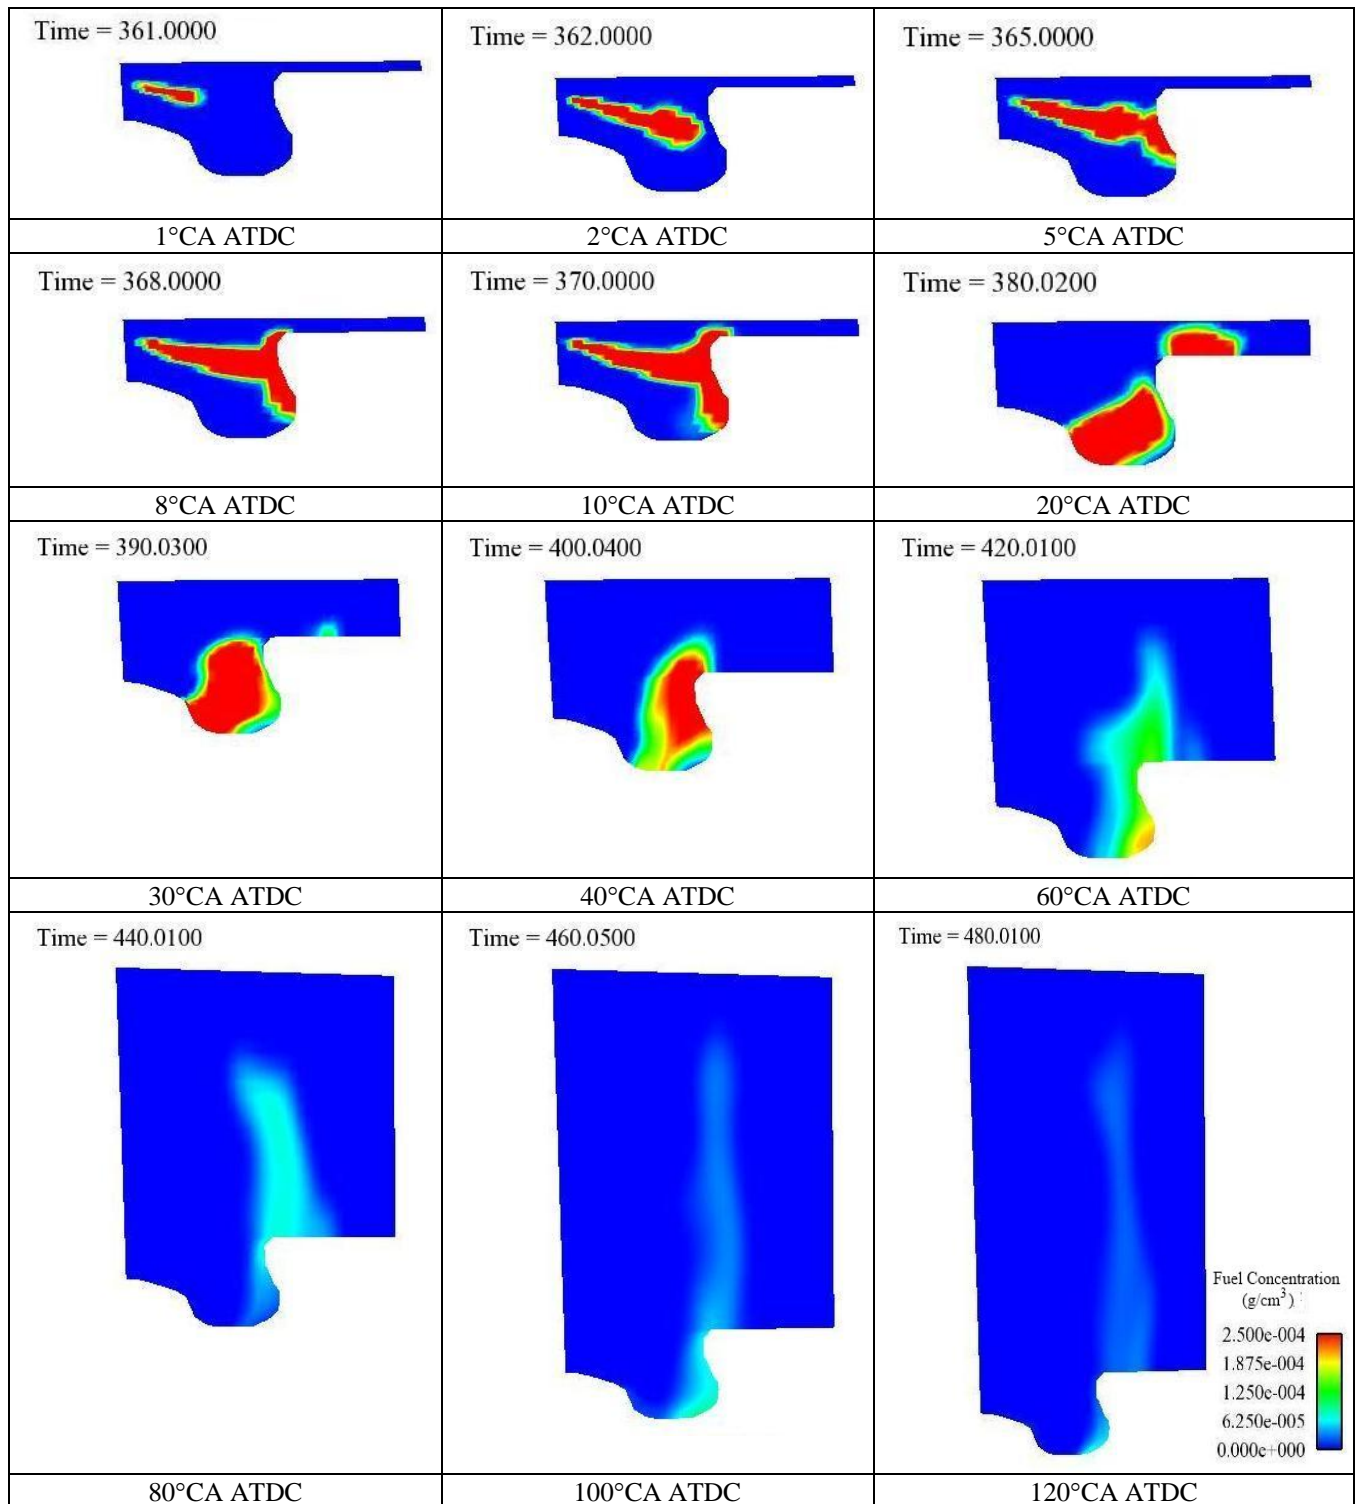 Time = 361.0000
Time = 362.0000
Time = 365.0000
1°CA ATDC
2°CA ATDC
5°CA ATDC
Time = 368.0000
Time = 370.0000
Time = 380.0200
8°CA ATDC
10°CA ATDC
20°CA ATDC
Time = 390.0300
Time = 400.0400
Time = 420.0100
30°CA ATDC
40°CA ATDC
60°CA ATDC
Time = 440.0100
Time = 460.0500
Time = 480.0100
Fuel Concentration
(g/cm³)
2.500e-004
1.875e-004
1.250e-004
6.250e-005
0.000e+000
80°CA ATDC
100°CA ATDC
120°CA ATDC